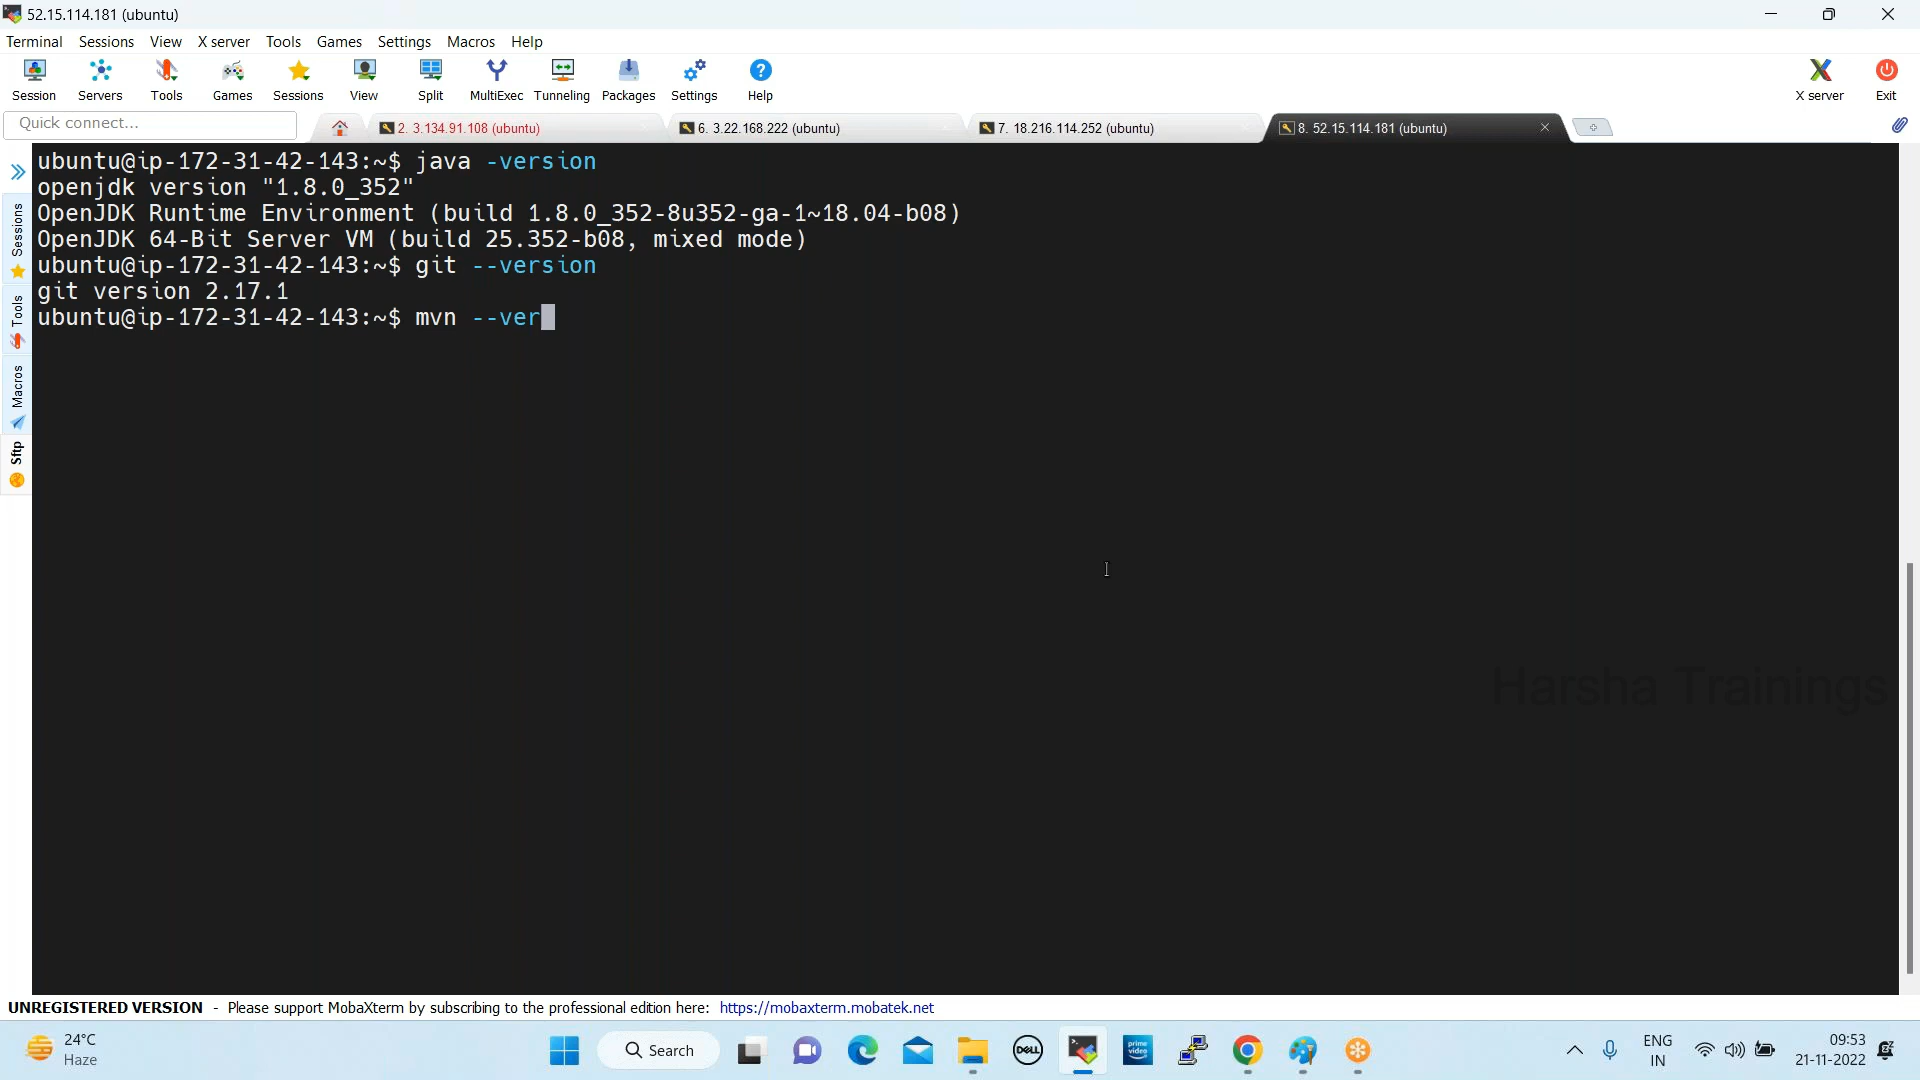 52.15.114.181 (ubuntu)
Terminal Sessions View X server Tools Games Settings Macros Help
Session Servers Tools Games Sessions View Split MultiExec Tunneling Packages Settings Help X server Exit
Quick connect... 2. 3.134.91.108 (ubuntu) 6. 3.22.168.222 (ubuntu) 7. 18.216.114.252 (ubuntu) 8. 52.15.114.181 (ubuntu)
ubuntu@ip-172-31-42-143:~$ java -version
openjdk version "1.8.0_352"
OpenJDK Runtime Environment (build 1.8.0_352-8u352-ga-1~18.04-b08)
OpenJDK 64-Bit Server VM (build 25.352-b08, mixed mode)
ubuntu@ip-172-31-42-143:~$ git --version
git version 2.17.1
ubuntu@ip-172-31-42-143:~$ mvn --ver
Sessions
Tools
Macros
Sftp
Harsha Trainings
UNREGISTERED VERSION - Please support MobaXterm by subscribing to the professional edition here: https://mobaxterm.mobatek.net
24°C
Haze
Search
DELL
prime video
ENG
IN
09:53
21-11-2022